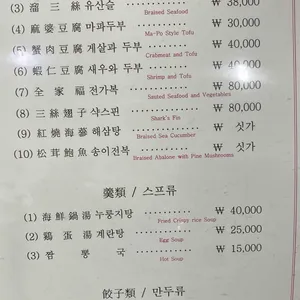 (3) 溜三絲 유산슬 ............ ₩ 38,000
Braised Seafood
(4) 麻婆豆腐 마파두부 ............ ₩ 30,000
Ma-Po Style Tofu
(5) 蟹肉豆腐 게살과 두부 ............ ₩ 40,000
Crabmeat and Tofu
(6) 蝦仁豆腐 새우와 두부 ............ ₩ 40,000
Shrimp and Tofu
(7) 全家福 전가복 ............ ₩ 80,000
Sauted Seafood and Vegetables
(8) 三絲翅子 샥스핀 ............ ₩ 80,000
Shark's Fin
(9) 紅燒海蔘 해삼탕 ............ ₩ 싯가
Braised Sea Cucumber
(10) 松茸鮑魚 송이전복 ............ ₩ 싯가
Braised Abalone with Pine Mushrooms
羹類 / 스프류
(1) 海鮮鍋湯 누룽지탕 ............ ₩ 40,000
Fried Crispy rice Soup
(2) 鷄蛋湯 계란탕 ............ ₩ 25,000
Egg Soup
(3) 짬뽕국 ............ ₩ 15,000
Hot Soup
餃子類 / 만두류